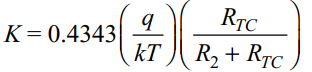 K = 0.4343 (q / kT) (R_TC / (R_2 + R_TC))